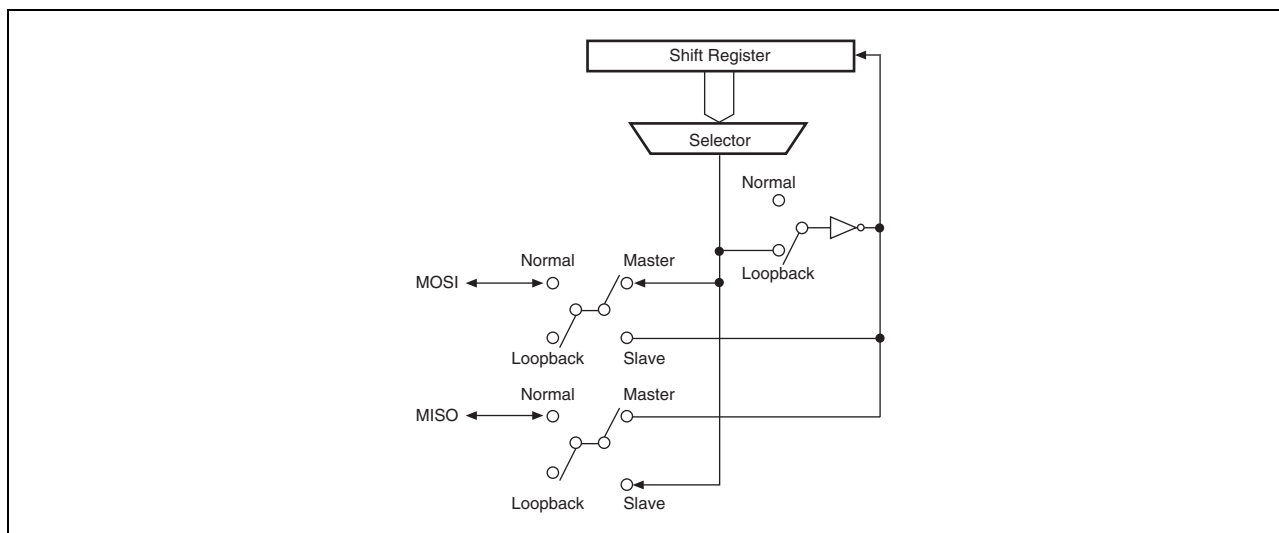 Shift Register
Selector
Normal
Loopback
Normal
Master
MOSI
Loopback
Slave
Normal
Master
MISO
Loopback
Slave